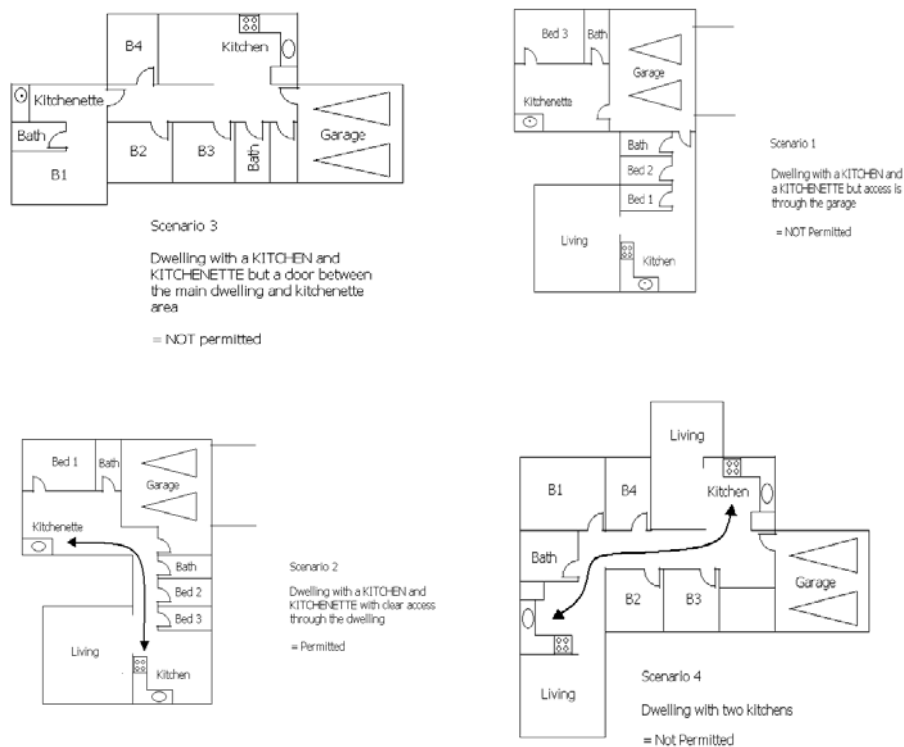 B4
Kitchen
Kitchenette
Bath
B1
B2
B3
Bath
Garage
Scenario 3
Dwelling with a KITCHEN and
KITCHENETTE but a door between
the main dwelling and kitchenette
area
= NOT permitted
Bed 3
Bath
Garage
Kitchenette
Bath
Bed 2
Bed 1
Living
Kitchen
Scenario 1
Dwelling with a KITCHEN and
a KITCHENETTE but access is
through the garage
= NOT Permitted
Bed 1
Bath
Garage
Kitchenette
Bath
Bed 2
Bed 3
Living
Kitchen
Scenario 2
Dwelling with a KITCHEN and
KITCHENETTE with clear access
through the dwelling
= Permitted
Living
B1
B4
Kitchen
Bath
B2
B3
Garage
Living
Scenario 4
Dwelling with two kitchens
= Not Permitted